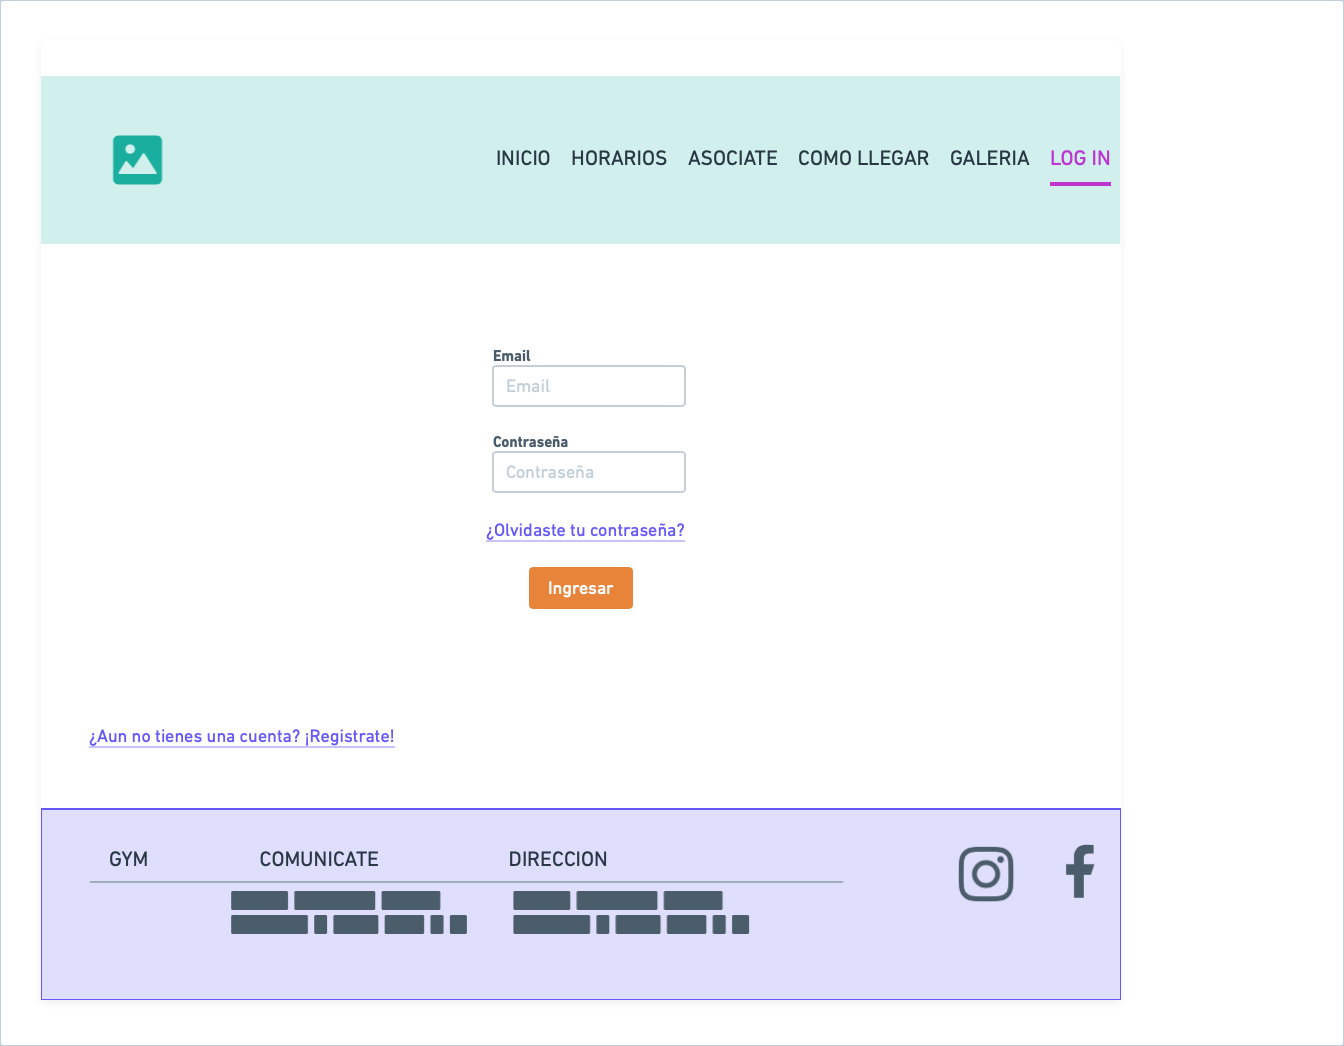 INICIO HORARIOS ASOCIATE COMO LLEGAR GALERIA LOG IN
Email
Email
Contraseña
Contraseña
¿Olvidaste tu contraseña?
Ingresar
¿Aun no tienes una cuenta? ¡Registrate!
GYM COMUNICATE DIRECCION